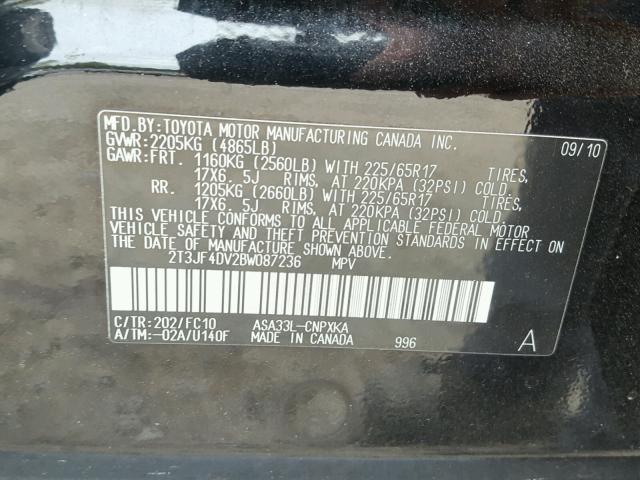 MFD. BY: TOYOTA MOTOR MANUFACTURING CANADA INC.
GVWR: 2205KG (4865LB) 09/10
GAWR: FRT. 1160KG (2560LB) WITH 225/65R17 TIRES,
17X6. 5J RIMS, AT 220KPA (32PSI) COLD.
RR. 1205KG (2660LB) WITH 225/65R17 TIRES,
17X6. 5J RIMS, AT 220KPA (32PSI) COLD.
THIS VEHICLE CONFORMS TO ALL APPLICABLE FEDERAL MOTOR
VEHICLE SAFETY AND THEFT PREVENTION STANDARDS IN EFFECT ON
THE DATE OF MANUFACTURE SHOWN ABOVE.
2T3JF4DV2BW087236 MPV
C/TR: 202/FC10 ASA33L-CNPXKA
A/TM: -02A/U140F MADE IN CANADA 996 A